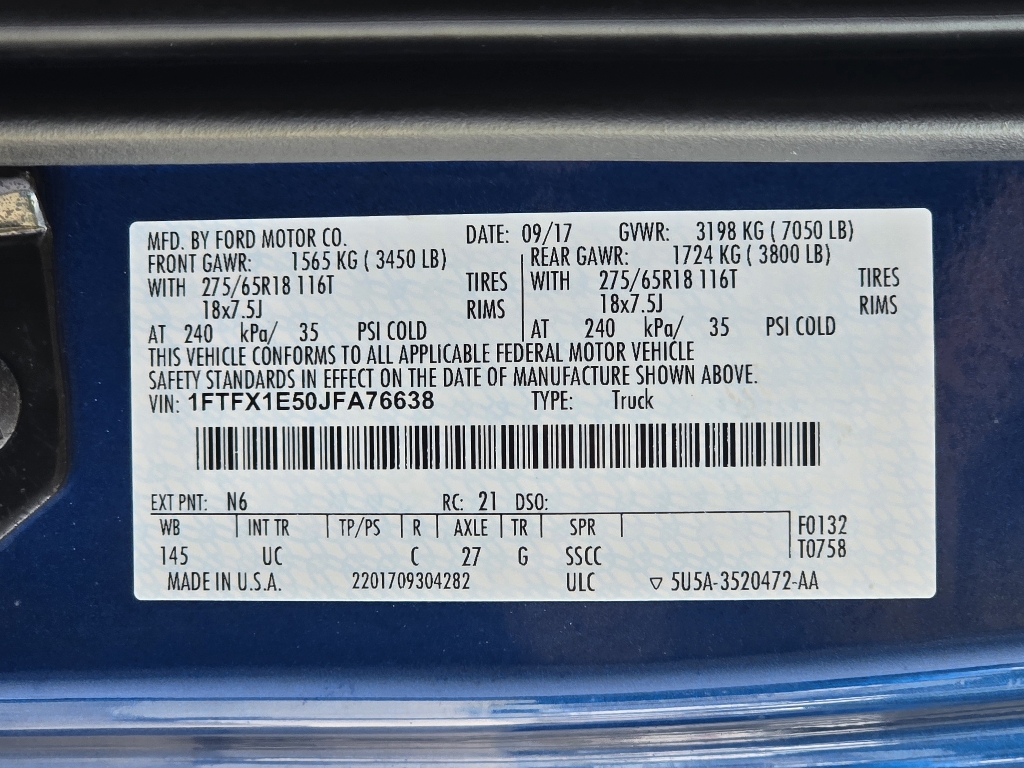 MFD. BY FORD MOTOR CO. DATE: 09/17 GVWR: 3198 KG ( 7050 LB)
FRONT GAWR: 1565 KG ( 3450 LB) REAR GAWR: 1724 KG ( 3800 LB)
WITH 275/65R18 116T TIRES WITH 275/65R18 116T TIRES
18x7.5J RIMS 18x7.5J RIMS
AT 240 kPa/ 35 PSI COLD AT 240 kPa/ 35 PSI COLD
THIS VEHICLE CONFORMS TO ALL APPLICABLE FEDERAL MOTOR VEHICLE
SAFETY STANDARDS IN EFFECT ON THE DATE OF MANUFACTURE SHOWN ABOVE.
VIN: 1FTFX1E50JFA76638 TYPE: Truck
EXT PNT: N6 RC: 21 DSO:
WB INT TR TP/PS R AXLE TR SPR F0132
145 UC C 27 G SSCC T0758
MADE IN U.S.A. 2201709304282 ULC ▽ 5U5A-3520472-AA